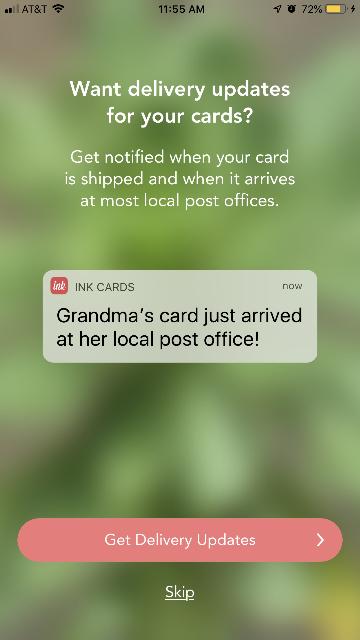 AT&T 11:55 AM 72%
Want delivery updates
for your cards?
Get notified when your card
is shipped and when it arrives
at most local post offices.
ink INK CARDS now
Grandma's card just arrived
at her local post office!
Get Delivery Updates
Skip